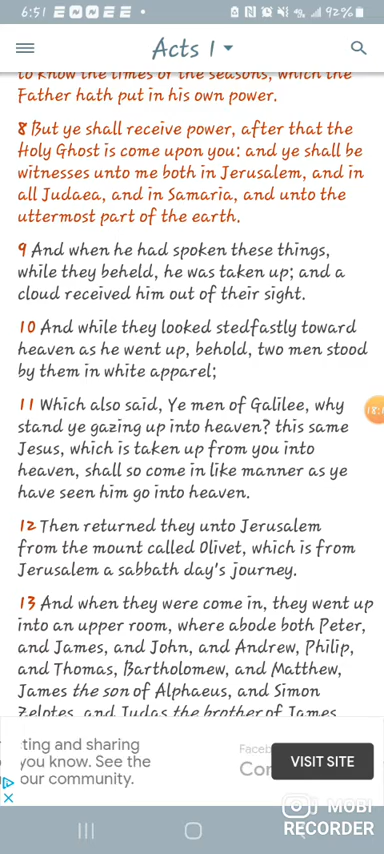 6:51 92%
Acts 1
to know the times or the seasons, which the
Father hath put in his own power.
8 But ye shall receive power, after that the
Holy Ghost is come upon you: and ye shall be
witnesses unto me both in Jerusalem, and in
all Judaea, and in Samaria, and unto the
uttermost part of the earth.
9 And when he had spoken these things,
while they beheld, he was taken up; and a
cloud received him out of their sight.
10 And while they looked stedfastly toward
heaven as he went up, behold, two men stood
by them in white apparel;
11 Which also said, Ye men of Galilee, why
stand ye gazing up into heaven? this same
Jesus, which is taken up from you into
heaven, shall so come in like manner as ye
have seen him go into heaven.
12 Then returned they unto Jerusalem
from the mount called Olivet, which is from
Jerusalem a sabbath day's journey.
13 And when they were come in, they went up
into an upper room, where abode both Peter,
and James, and John, and Andrew, Philip,
and Thomas, Bartholomew, and Matthew,
James the son of Alphaeus, and Simon
Zelotes, and Judas the brother of James
ting and sharing
you know. See the
our community.
Faceb
Cor
VISIT SITE
MOBI
RECORDER